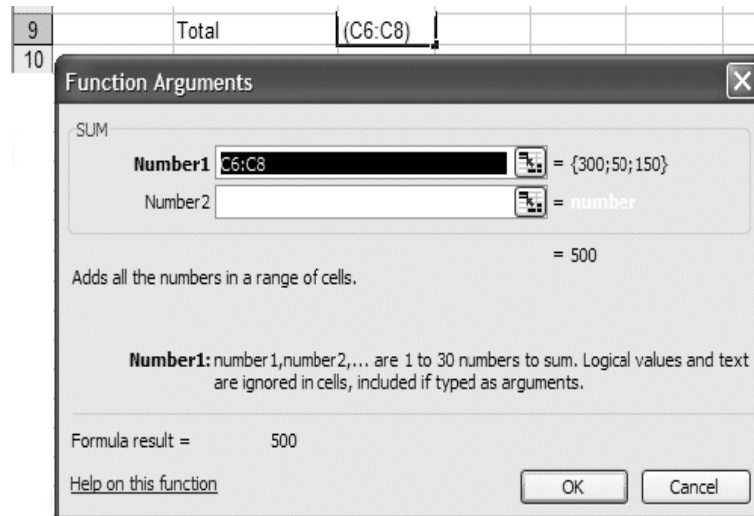 9 Total (C6:C8)
10
Function Arguments
SUM
Number1 C6:C8 = {300;50;150}
Number2 = number
= 500
Adds all the numbers in a range of cells.
Number1: number1,number2,... are 1 to 30 numbers to sum. Logical values and text
are ignored in cells, included if typed as arguments.
Formula result = 500
Help on this function OK Cancel